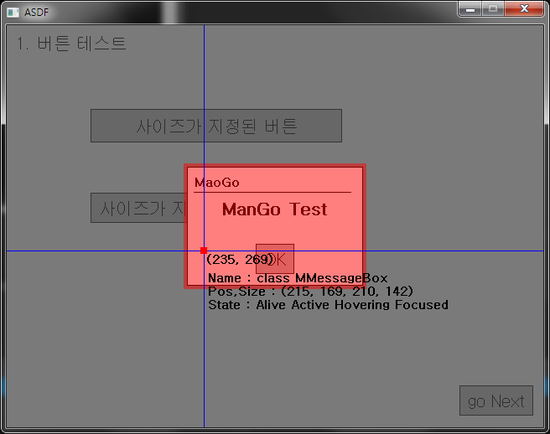 ASDF
1. 버튼 테스트
사이즈가 지정된 버튼
사이즈가 지
MaoGo
ManGo Test
OK
(235, 269)
Name : class MMessageBox
Pos,Size : (215, 169, 210, 142)
State : Alive Active Hovering Focused
go Next